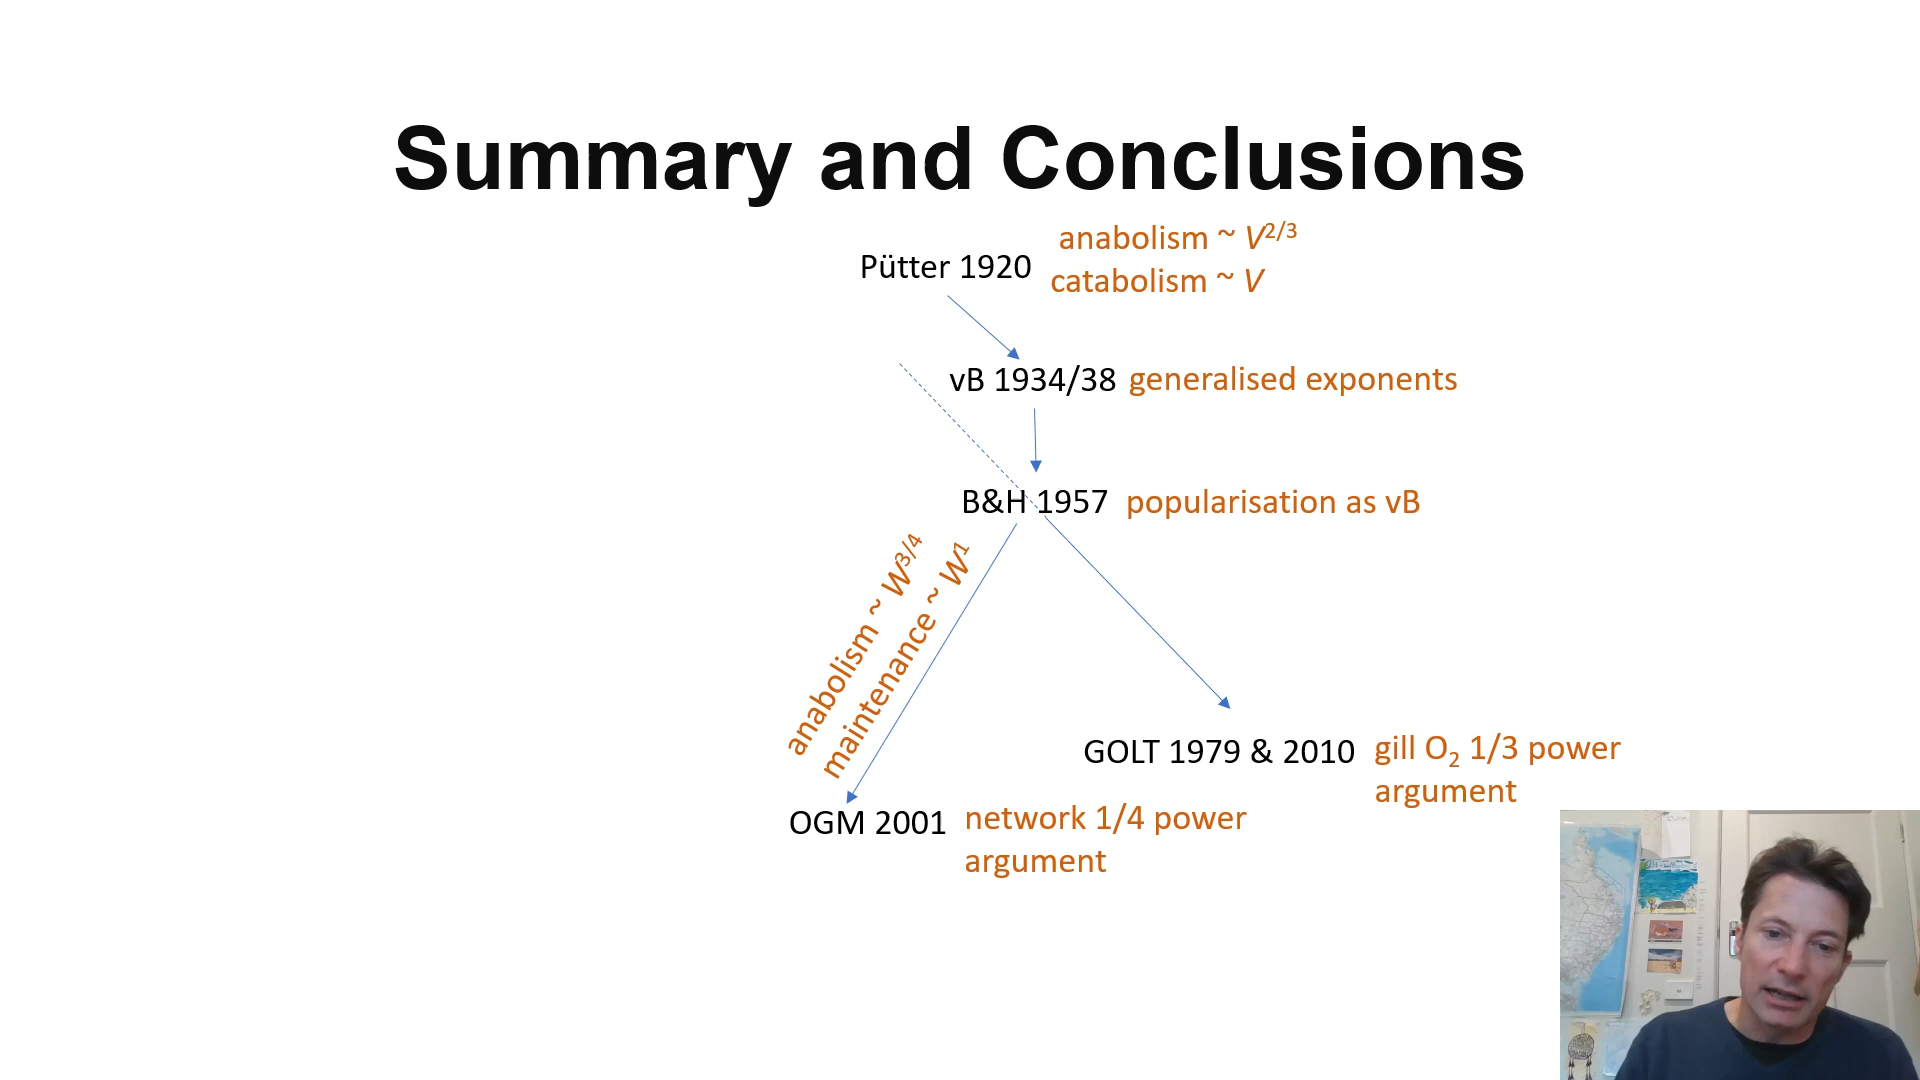 Summary and Conclusions
anabolism ~ V2/3
Pütter 1920
catabolism ~ V
vB 1934/38 generalised exponents
B&H 1957 popularisation as vB
anabolism ~ W3/4
maintenance ~ W1
GOLT 1979 & 2010 gill O2 1/3 power
argument
OGM 2001 network 1/4 power
argument